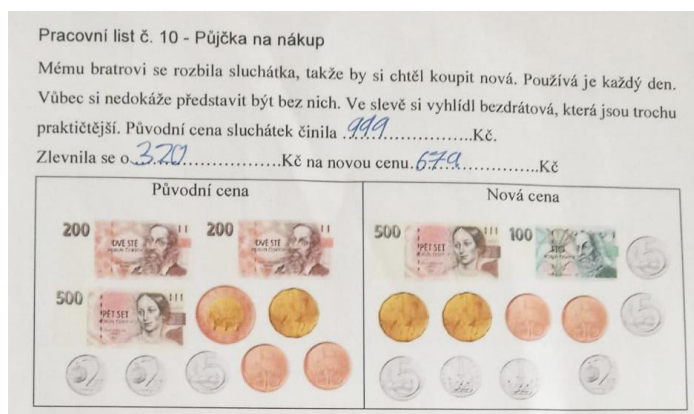 Pracovní list č. 10 - Půjčka na nákup
Mému bratrovi se rozbila sluchátka, takže by si chtěl koupit nová. Používá je každý den.
Vůbec si nedokáže představit být bez nich. Ve slevě si vyhlídl bezdrátová, která jsou trochu
praktičtější. Původní cena sluchátek činila 999 Kč.
Zlevnila se o 320 Kč na novou cenu 679 Kč
Původní cena
Nová cena
200 DVĚ STĚ 200 DVĚ STĚ
500 PĚT SET 100
500 PĚT SET